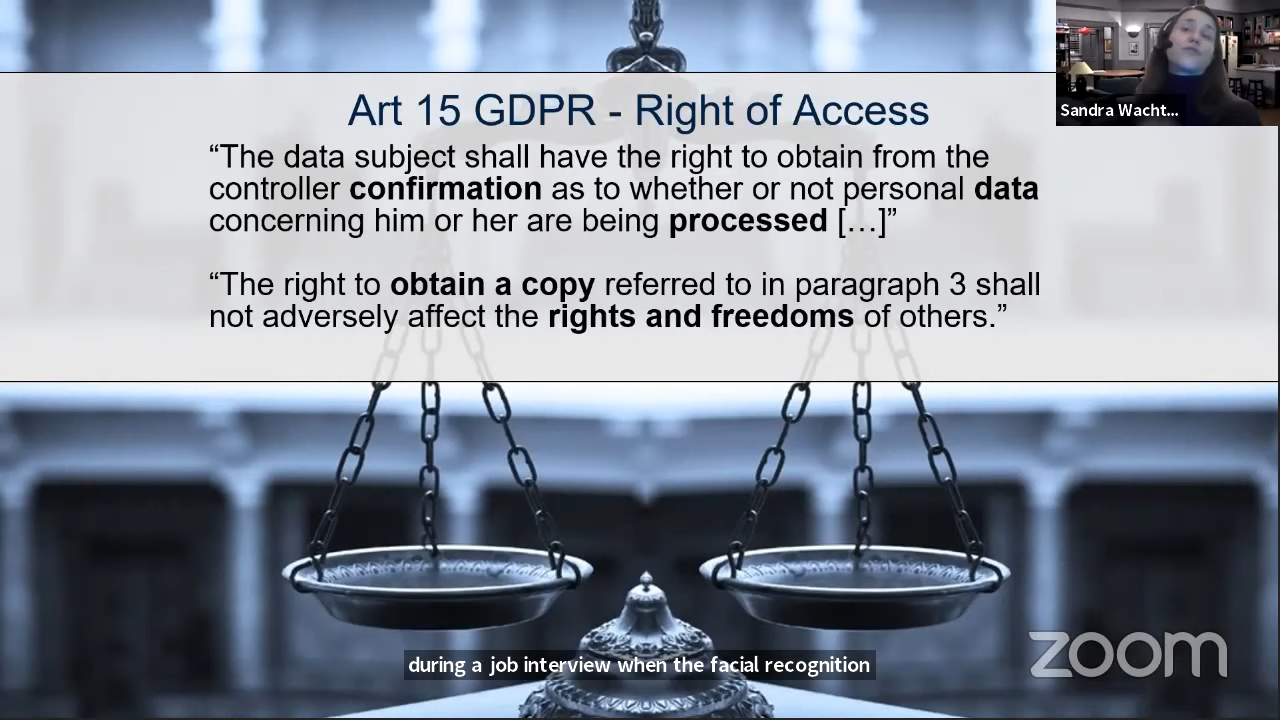 Art 15 GDPR - Right of Access
“The data subject shall have the right to obtain from the
controller confirmation as to whether or not personal data
concerning him or her are being processed […]”
“The right to obtain a copy referred to in paragraph 3 shall
not adversely affect the rights and freedoms of others.”
Sandra Wacht...
during a job interview when the facial recognition
zoom